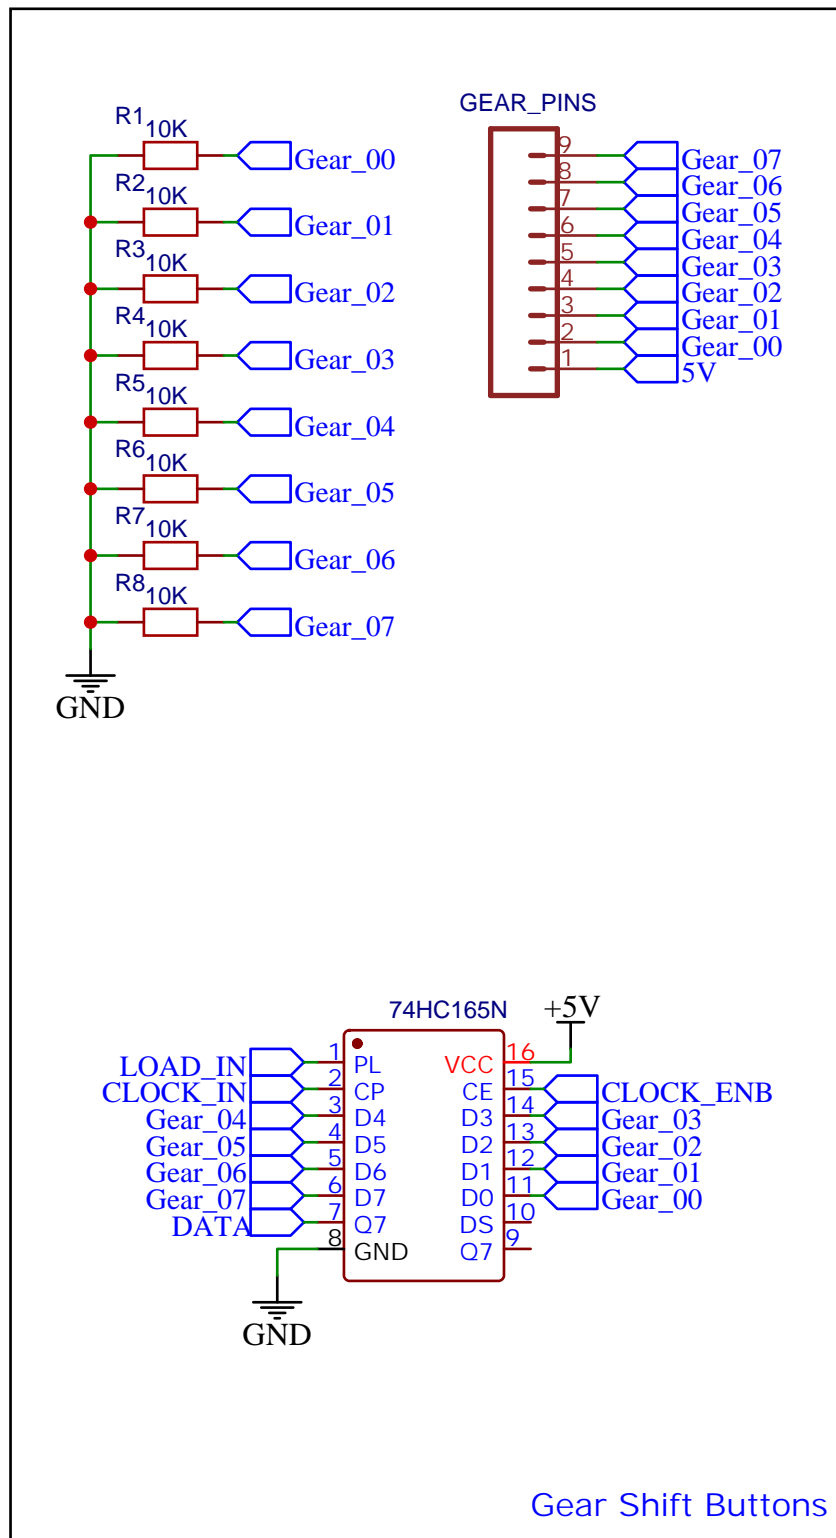 R1
10K
Gear_00
R2
10K
Gear_01
R3
10K
Gear_02
R4
10K
Gear_03
R5
10K
Gear_04
R6
10K
Gear_05
R7
10K
Gear_06
R8
10K
Gear_07
GND
GEAR_PINS
9 Gear_07
8 Gear_06
7 Gear_05
6 Gear_04
5 Gear_03
4 Gear_02
3 Gear_01
2 Gear_00
1 5V
74HC165N
+5V
LOAD_IN 1 PL VCC 16
CLOCK_IN 2 CP CE 15 CLOCK_ENB
Gear_04 3 D4 D3 14 Gear_03
Gear_05 4 D5 D2 13 Gear_02
Gear_06 5 D6 D1 12 Gear_01
Gear_07 6 D7 D0 11 Gear_00
DATA 7 Q7 DS 10
8 GND Q7 9
GND
Gear Shift Buttons